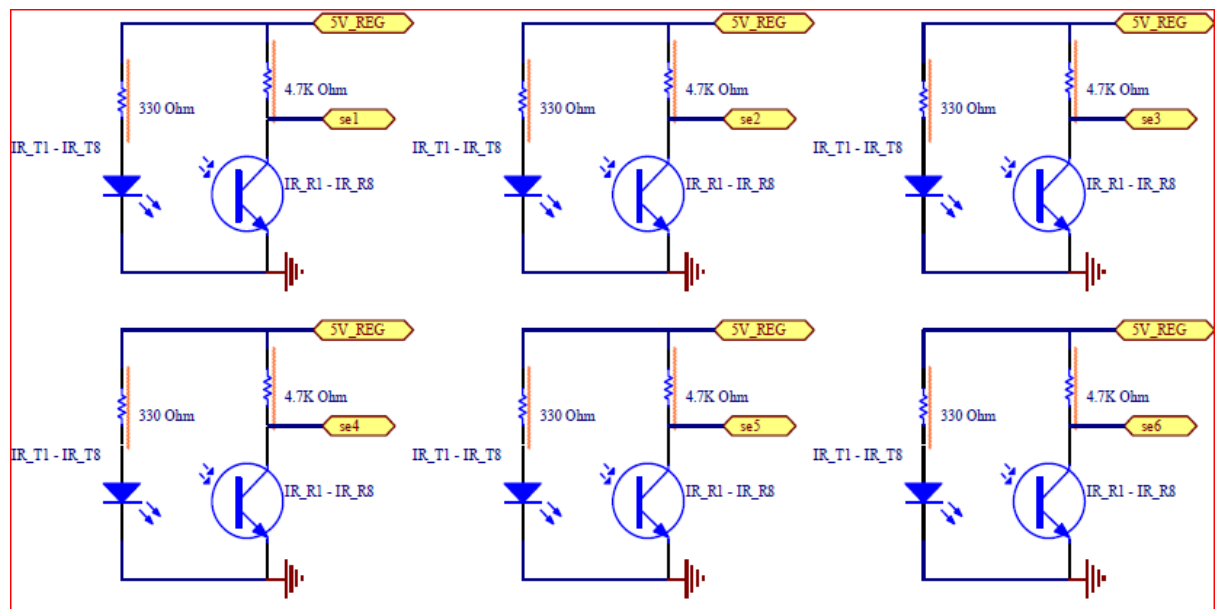 5V_REG 5V_REG 5V_REG
4.7K Ohm 4.7K Ohm 4.7K Ohm
330 Ohm 330 Ohm 330 Ohm
se1 se2 se3
IR_T1 - IR_T8 IR_T1 - IR_T8 IR_T1 - IR_T8
IR_R1 - IR_R8 IR_R1 - IR_R8 IR_R1 - IR_R8
5V_REG 5V_REG 5V_REG
4.7K Ohm 4.7K Ohm 4.7K Ohm
330 Ohm 330 Ohm 330 Ohm
se4 se5 se6
IR_T1 - IR_T8 IR_T1 - IR_T8 IR_T1 - IR_T8
IR_R1 - IR_R8 IR_R1 - IR_R8 IR_R1 - IR_R8